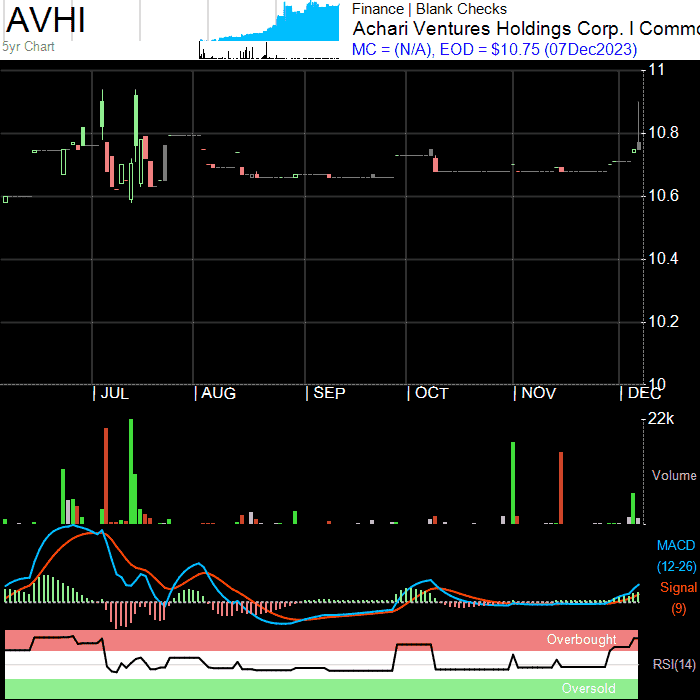 AVHI
5yr Chart
Finance | Blank Checks
Achari Ventures Holdings Corp. I Commo
MC = (N/A), EOD = $10.75 (07Dec2023)
11
10.8
10.6
10.4
10.2
10
JUL
AUG
SEP
OCT
NOV
DEC
22k
Volume
MACD
(12-26)
Signal
(9)
Overbought
RSI(14)
Oversold